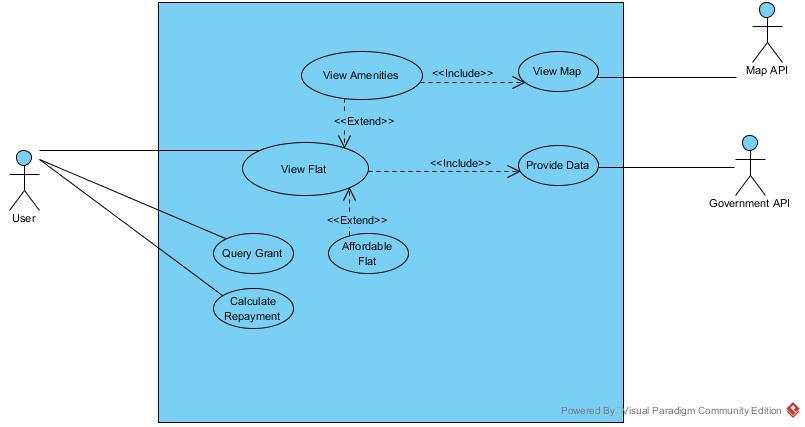 Map API
View Amenities
<<Include>>
View Map
<<Extend>>
User
View Flat
<<Include>>
Provide Data
Government API
<<Extend>>
Query Grant
Affordable
Flat
Calculate
Repayment
Powered By Visual Paradigm Community Edition